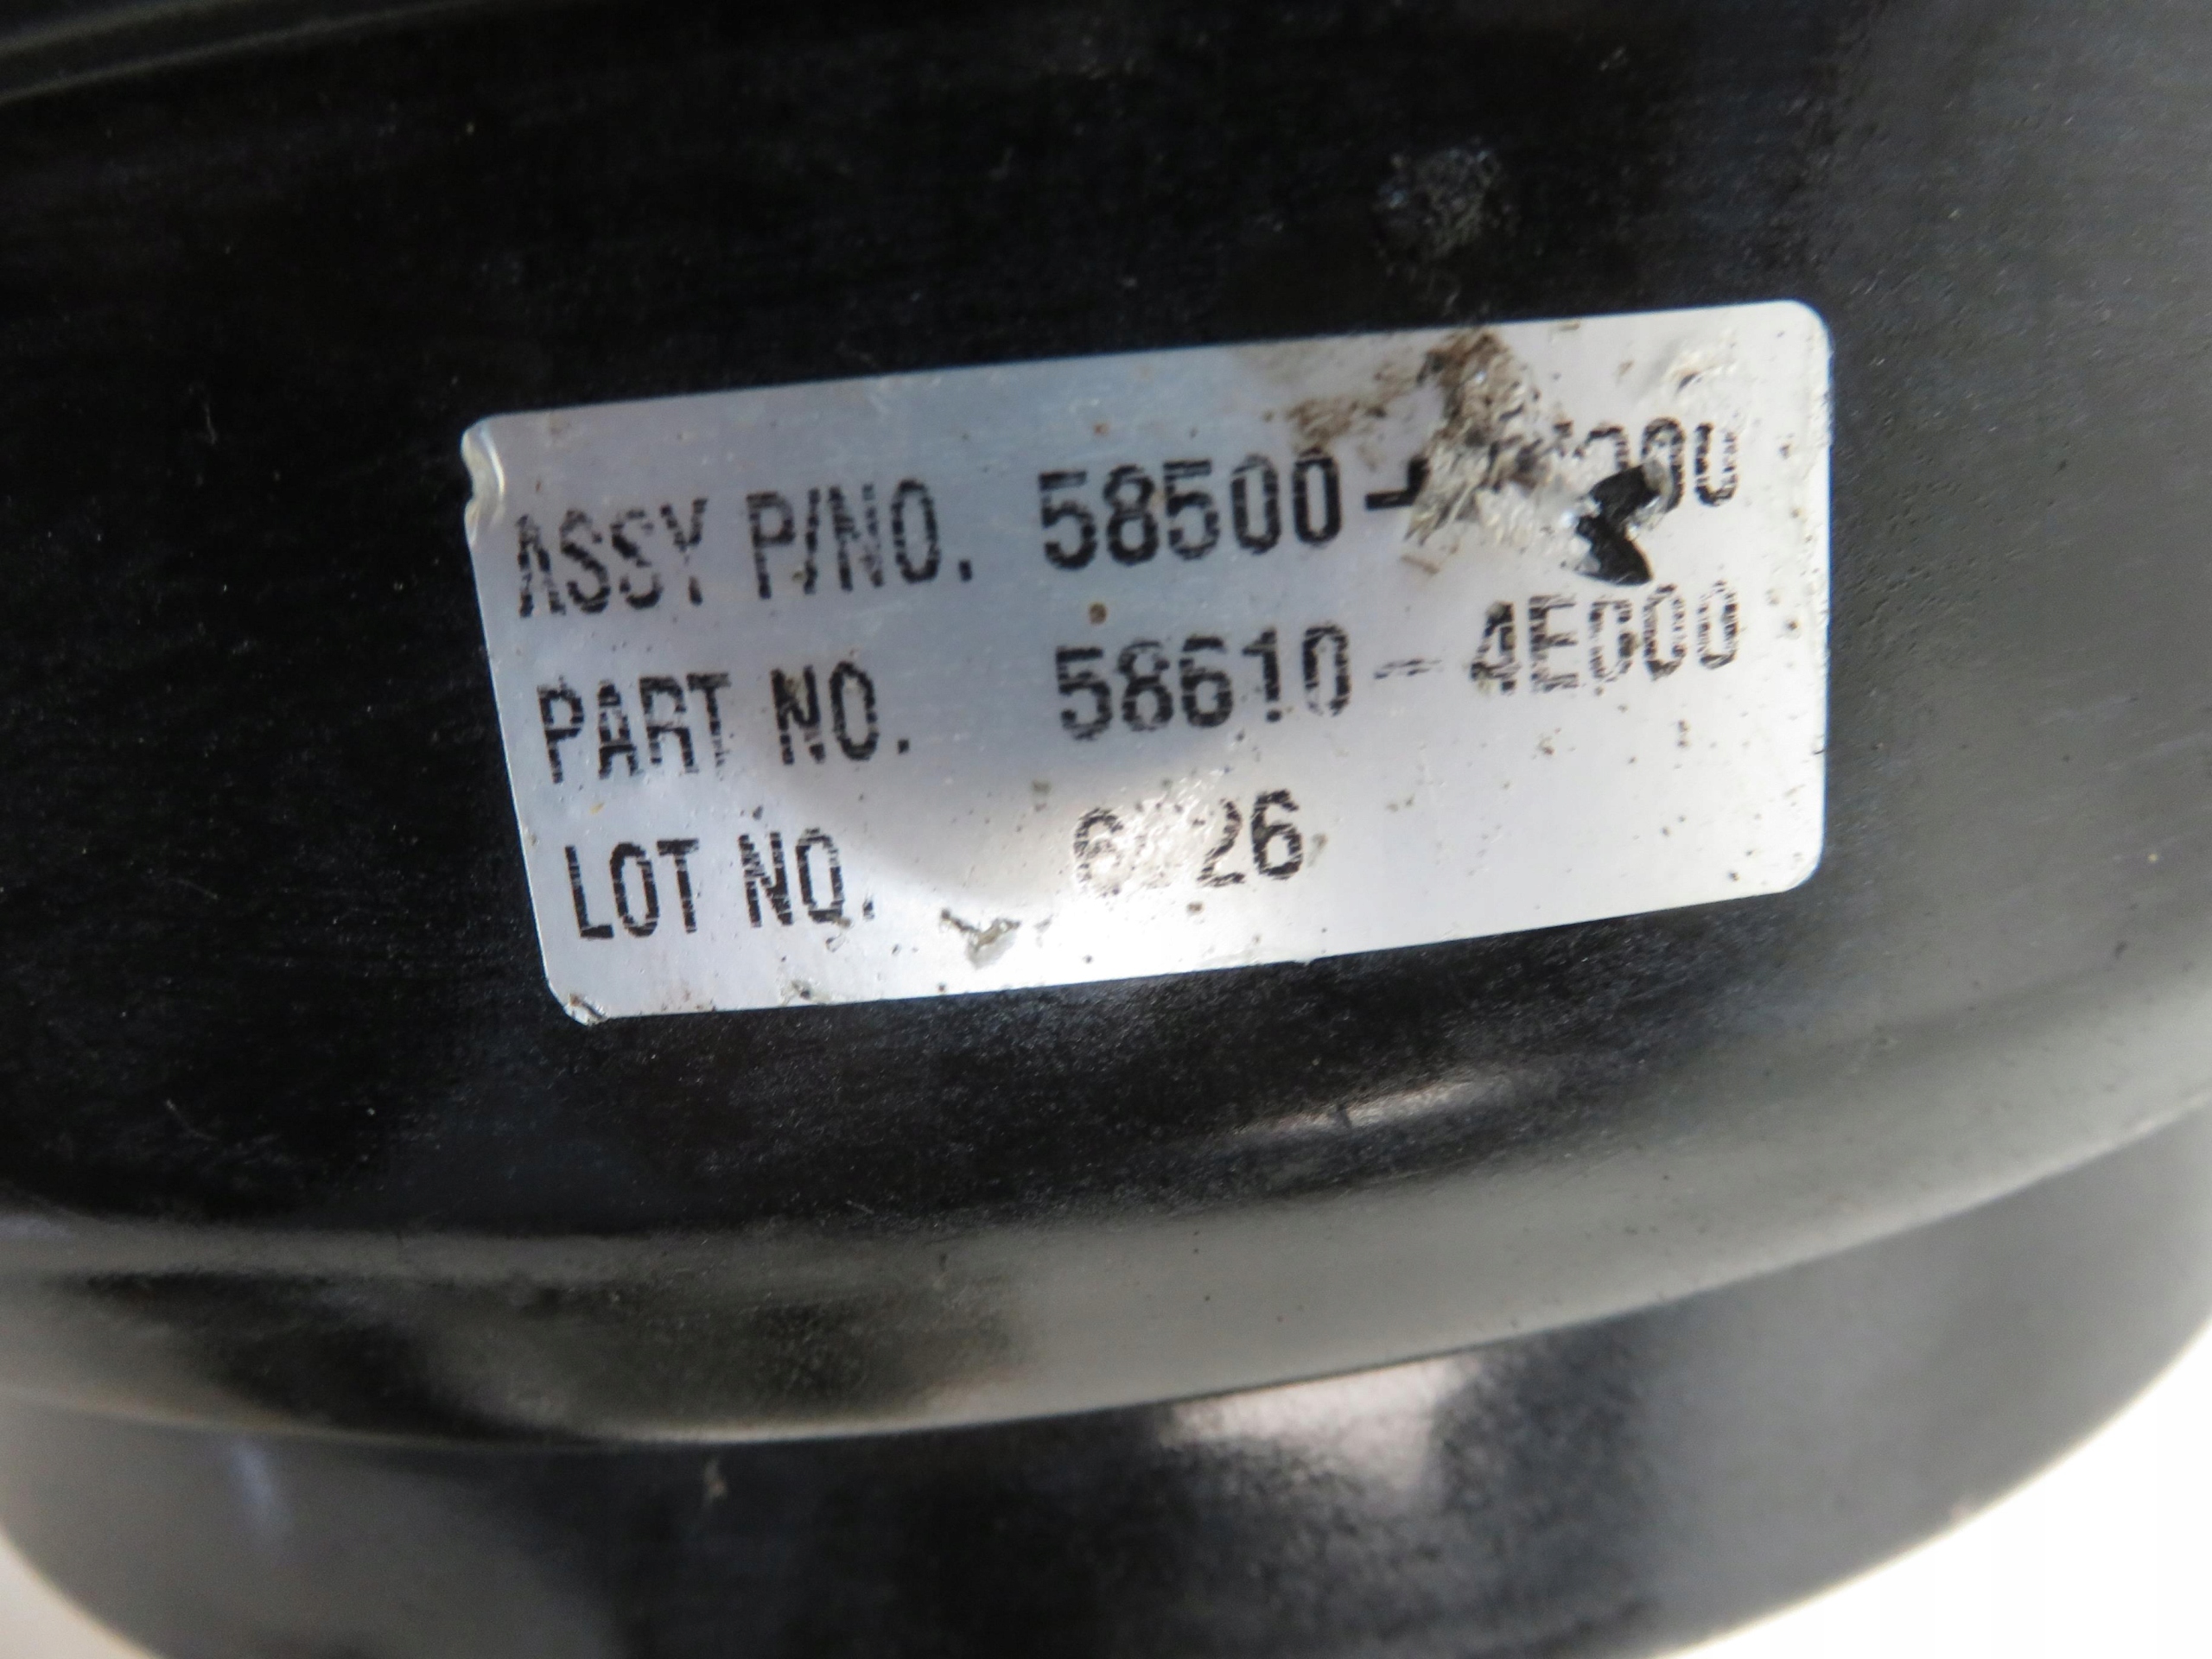 ASSY P/NO. 58500-
PART NO. 58610-4E000
LOT NO.